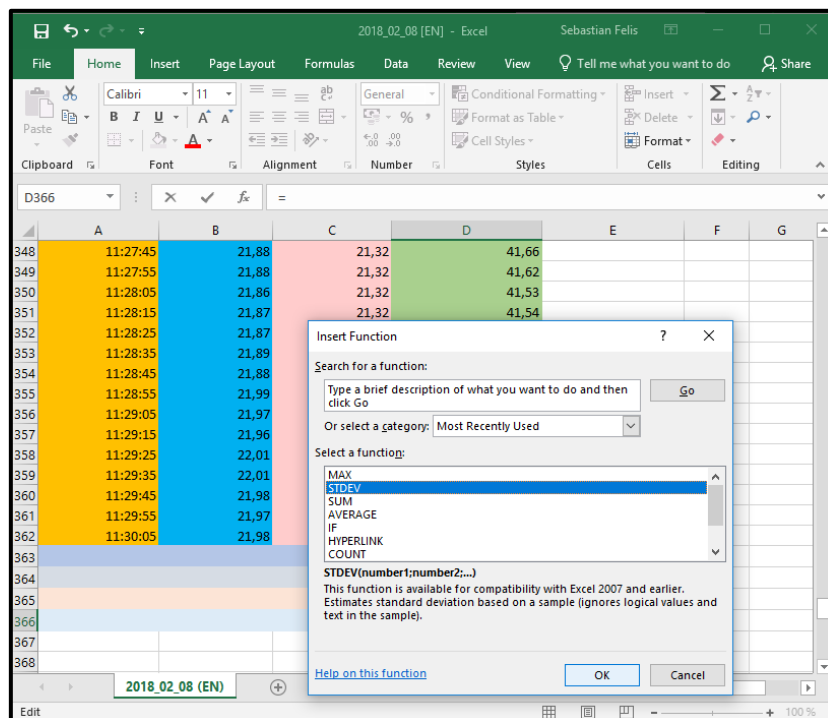 2018_02_08 [EN] - Excel
Sebastian Felis
File Home Insert Page Layout Formulas Data Review View Tell me what you want to do Share
Calibri 11
General
Conditional Formatting
Insert
Σ
A Z
Paste
B I U A A
% ,
Format as Table
Delete
A
Cell Styles
Format
Clipboard Font Alignment Number Styles Cells Editing
D366 fx =
A B C D E F G
348 11:27:45 21,88 21,32 41,66
349 11:27:55 21,88 21,32 41,62
350 11:28:05 21,86 21,32 41,53
351 11:28:15 21,87 21,32 41,54
352 11:28:25 21,87
353 11:28:35 21,89
354 11:28:45 21,88
355 11:28:55 21,99
356 11:29:05 21,97
357 11:29:15 21,96
358 11:29:25 22,01
359 11:29:35 22,01
360 11:29:45 21,98
361 11:29:55 21,97
362 11:30:05 21,98
363
364
365
366
367
368
Insert Function ?
Search for a function:
Type a brief description of what you want to do and then
click Go
Go
Or select a category: Most Recently Used
Select a function:
MAX
STDEV
SUM
AVERAGE
IF
HYPERLINK
COUNT
STDEV(number1;number2;...)
This function is available for compatibility with Excel 2007 and earlier.
Estimates standard deviation based on a sample (ignores logical values and
text in the sample).
Help on this function
OK Cancel
2018_02_08 (EN)
Edit 100 %